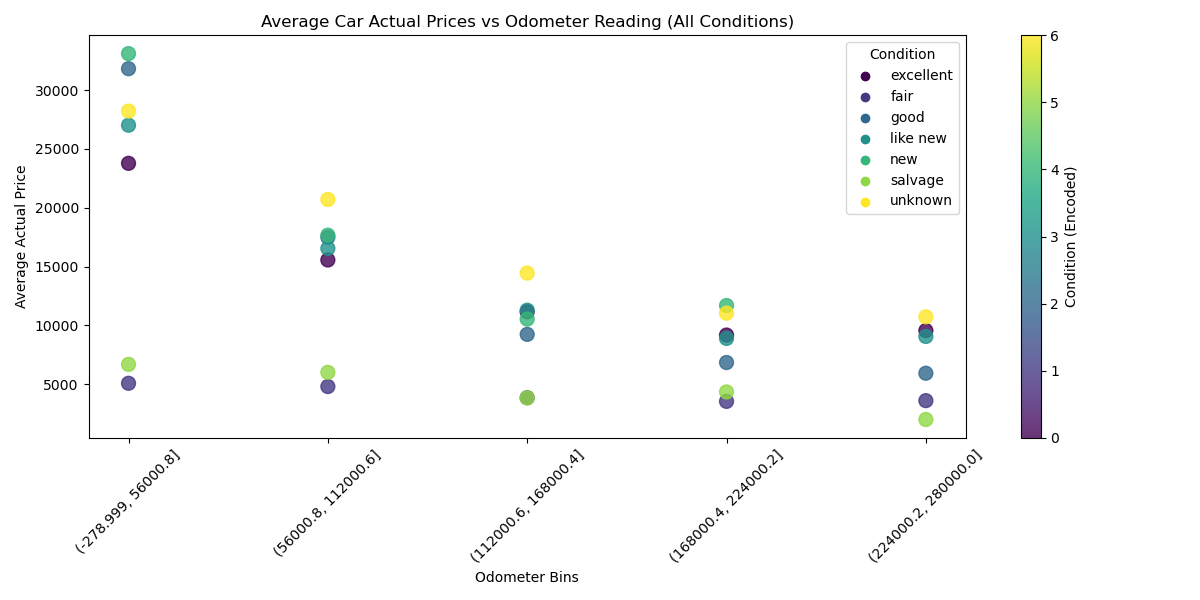 Average Car Actual Prices vs Odometer Reading (All Conditions)
Average Actual Price
30000
25000
20000
15000
10000
5000
Condition
excellent
fair
good
like new
new
salvage
unknown
(-278.999, 56000.8]
(56000.8, 112000.6]
(112000.6, 168000.4]
(168000.4, 224000.2]
(224000.2, 280000.0]
Odometer Bins
6
5
4
3
2
1
0
Condition (Encoded)